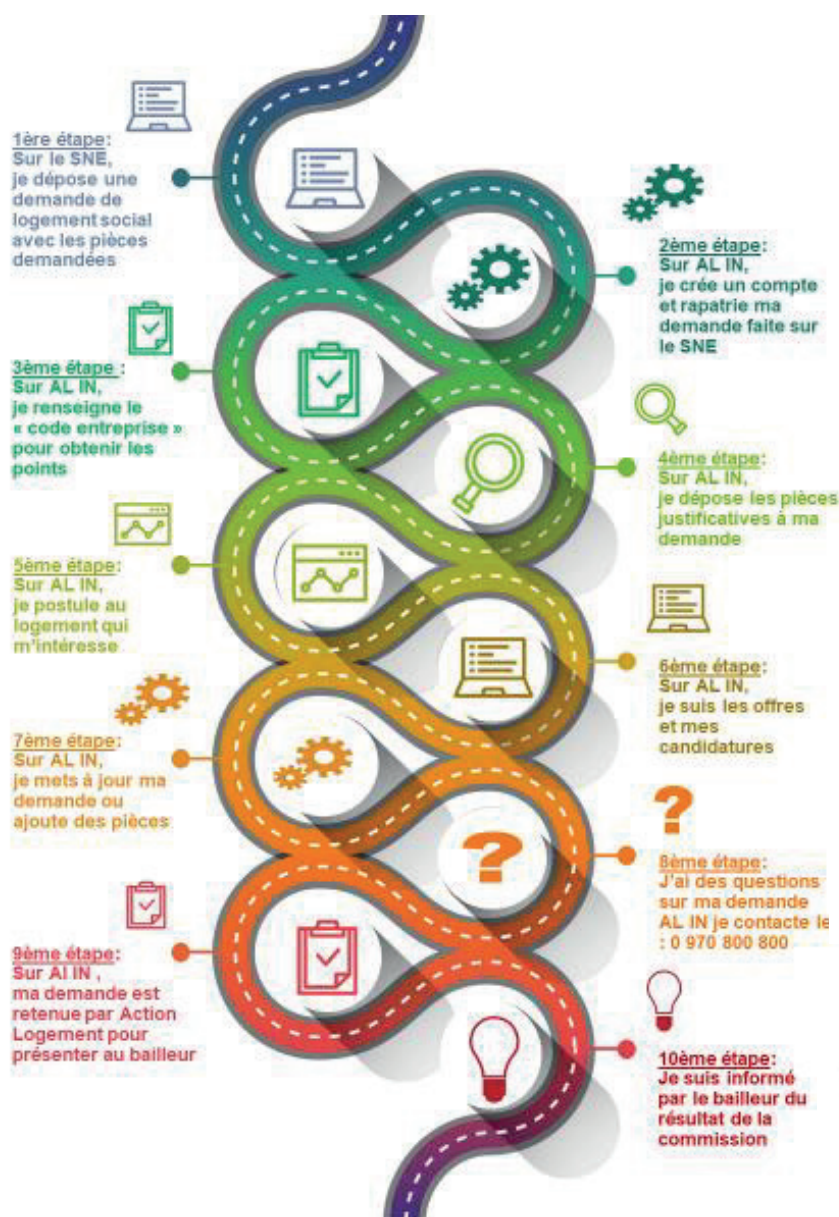 1ère étape:
Sur le SNE,
je dépose une
demande de
logement social
avec les pièces
demandées
2ème étape:
Sur AL IN,
je crée un compte
et rapatrie ma
demande faite sur
le SNE
3ème étape :
Sur AL IN,
je renseigne le
« code entreprise »
pour obtenir les
points
4ème étape:
Sur AL IN,
je dépose les pièces
justificatives à ma
demande
5ème étape:
Sur AL IN,
je postule au
logement qui
m'intéresse
6ème étape:
Sur AL IN,
je suis les offres
et mes
candidatures
7ème étape:
Sur AL IN,
je mets à jour ma
demande ou
ajoute des pièces
8ème étape:
J'ai des questions
sur ma demande
AL IN je contacte le
: 0 970 800 800
9ème étape:
Sur Al IN ,
ma demande est
retenue par Action
Logement pour
présenter au bailleur
10ème étape:
Je suis informé
par le bailleur du
résultat de la
commission